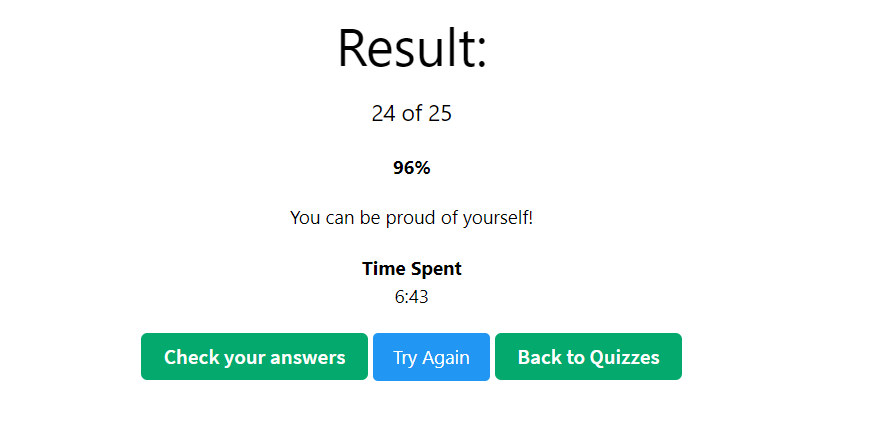 Result:
24 of 25
96%
You can be proud of yourself!
Time Spent
6:43
Check your answers Try Again Back to Quizzes